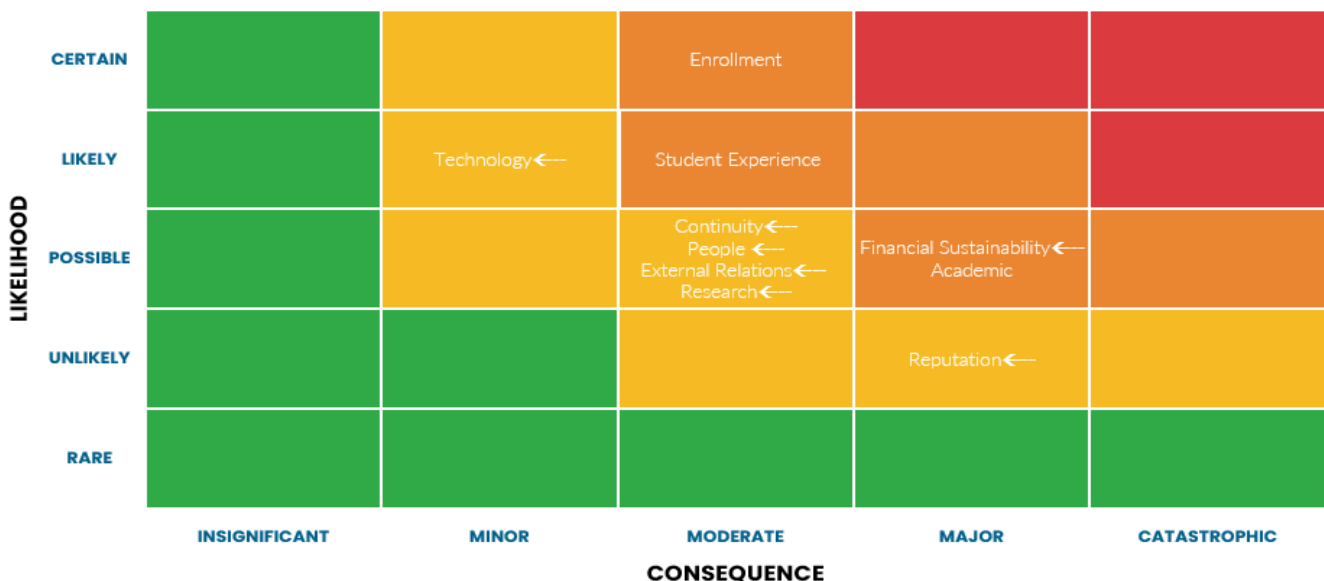 CERTAIN
Enrollment
LIKELY
Technology
Student Experience
LIKELIHOOD
POSSIBLE
Continuity
People
External Relations
Research
Financial Sustainability
Academic
UNLIKELY
Reputation
RARE
INSIGNIFICANT
MINOR
MODERATE
MAJOR
CATASTROPHIC
CONSEQUENCE